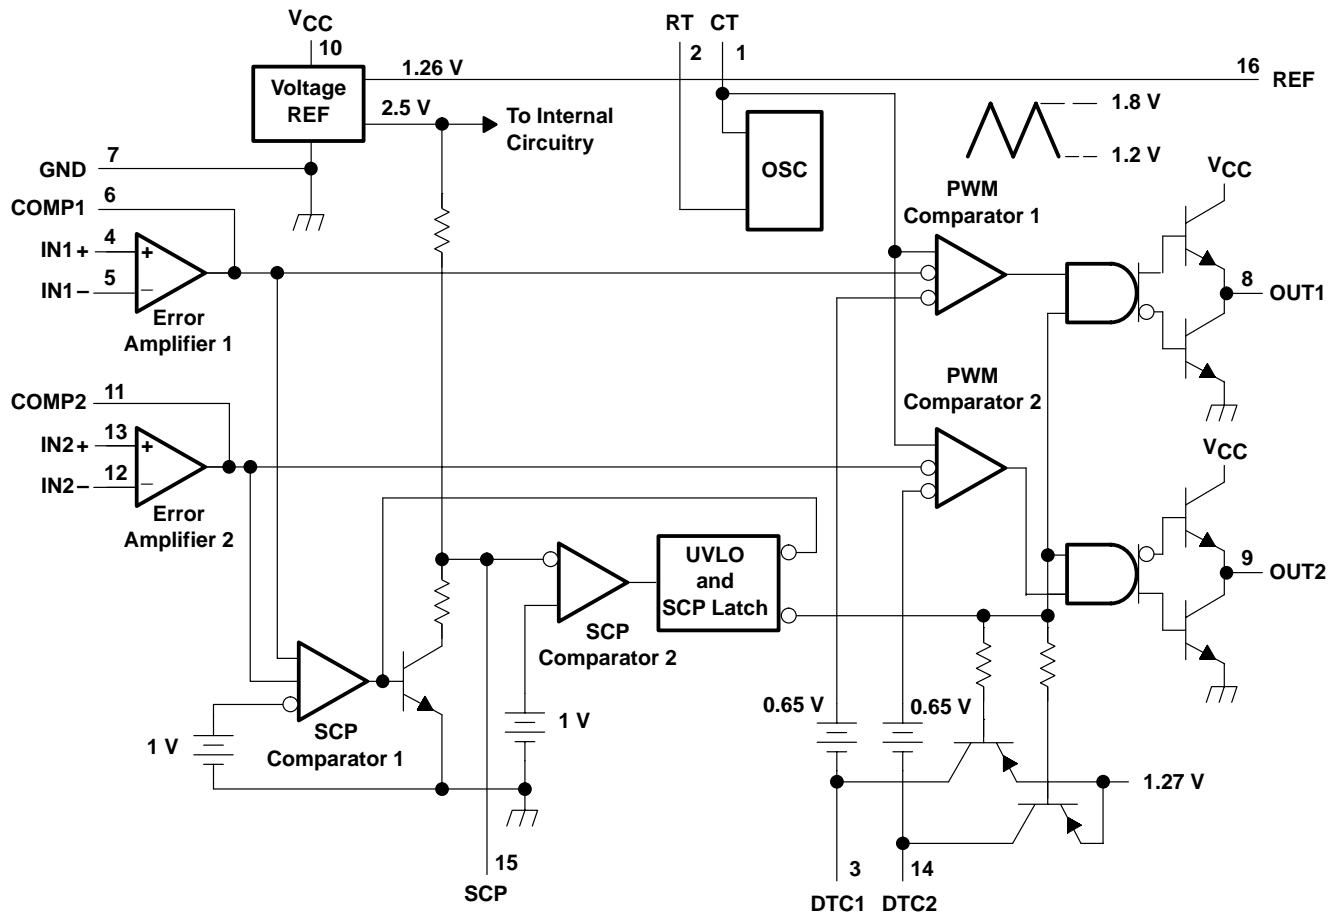 VCC
10
RT CT
2 1
1.26 V
16 REF
Voltage
REF
2.5 V
To Internal
Circuitry
1.8 V
1.2 V
OSC
7
GND
6
COMP1
4
IN1+
5
IN1−
+
−
Error
Amplifier 1
PWM
Comparator 1
VCC
8
OUT1
11
COMP2
13
IN2+
12
IN2−
+
−
Error
Amplifier 2
PWM
Comparator 2
VCC
9
OUT2
UVLO
and
SCP Latch
SCP
Comparator 2
SCP
Comparator 1
1 V
1 V
0.65 V
0.65 V
1.27 V
15
SCP
3
DTC1
14
DTC2